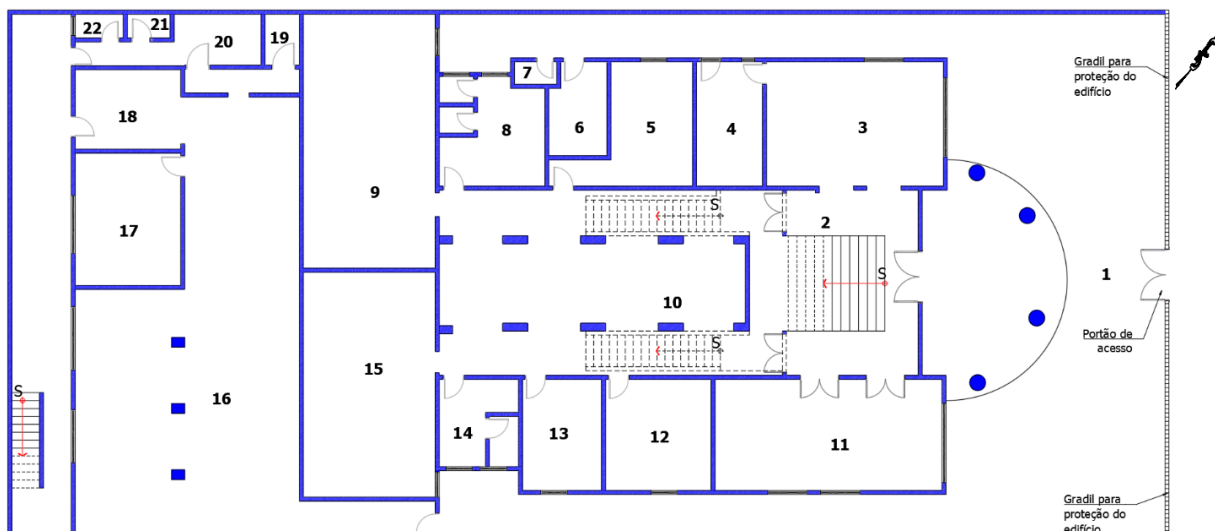 22
21
20
19
Gradil para
proteção do
edifício
7
18
8
6
5
4
3
9
S
2
17
1
S
10
Portão de
acesso
S
15
S
16
14
13
12
11
Gradil para
proteção do
edifício